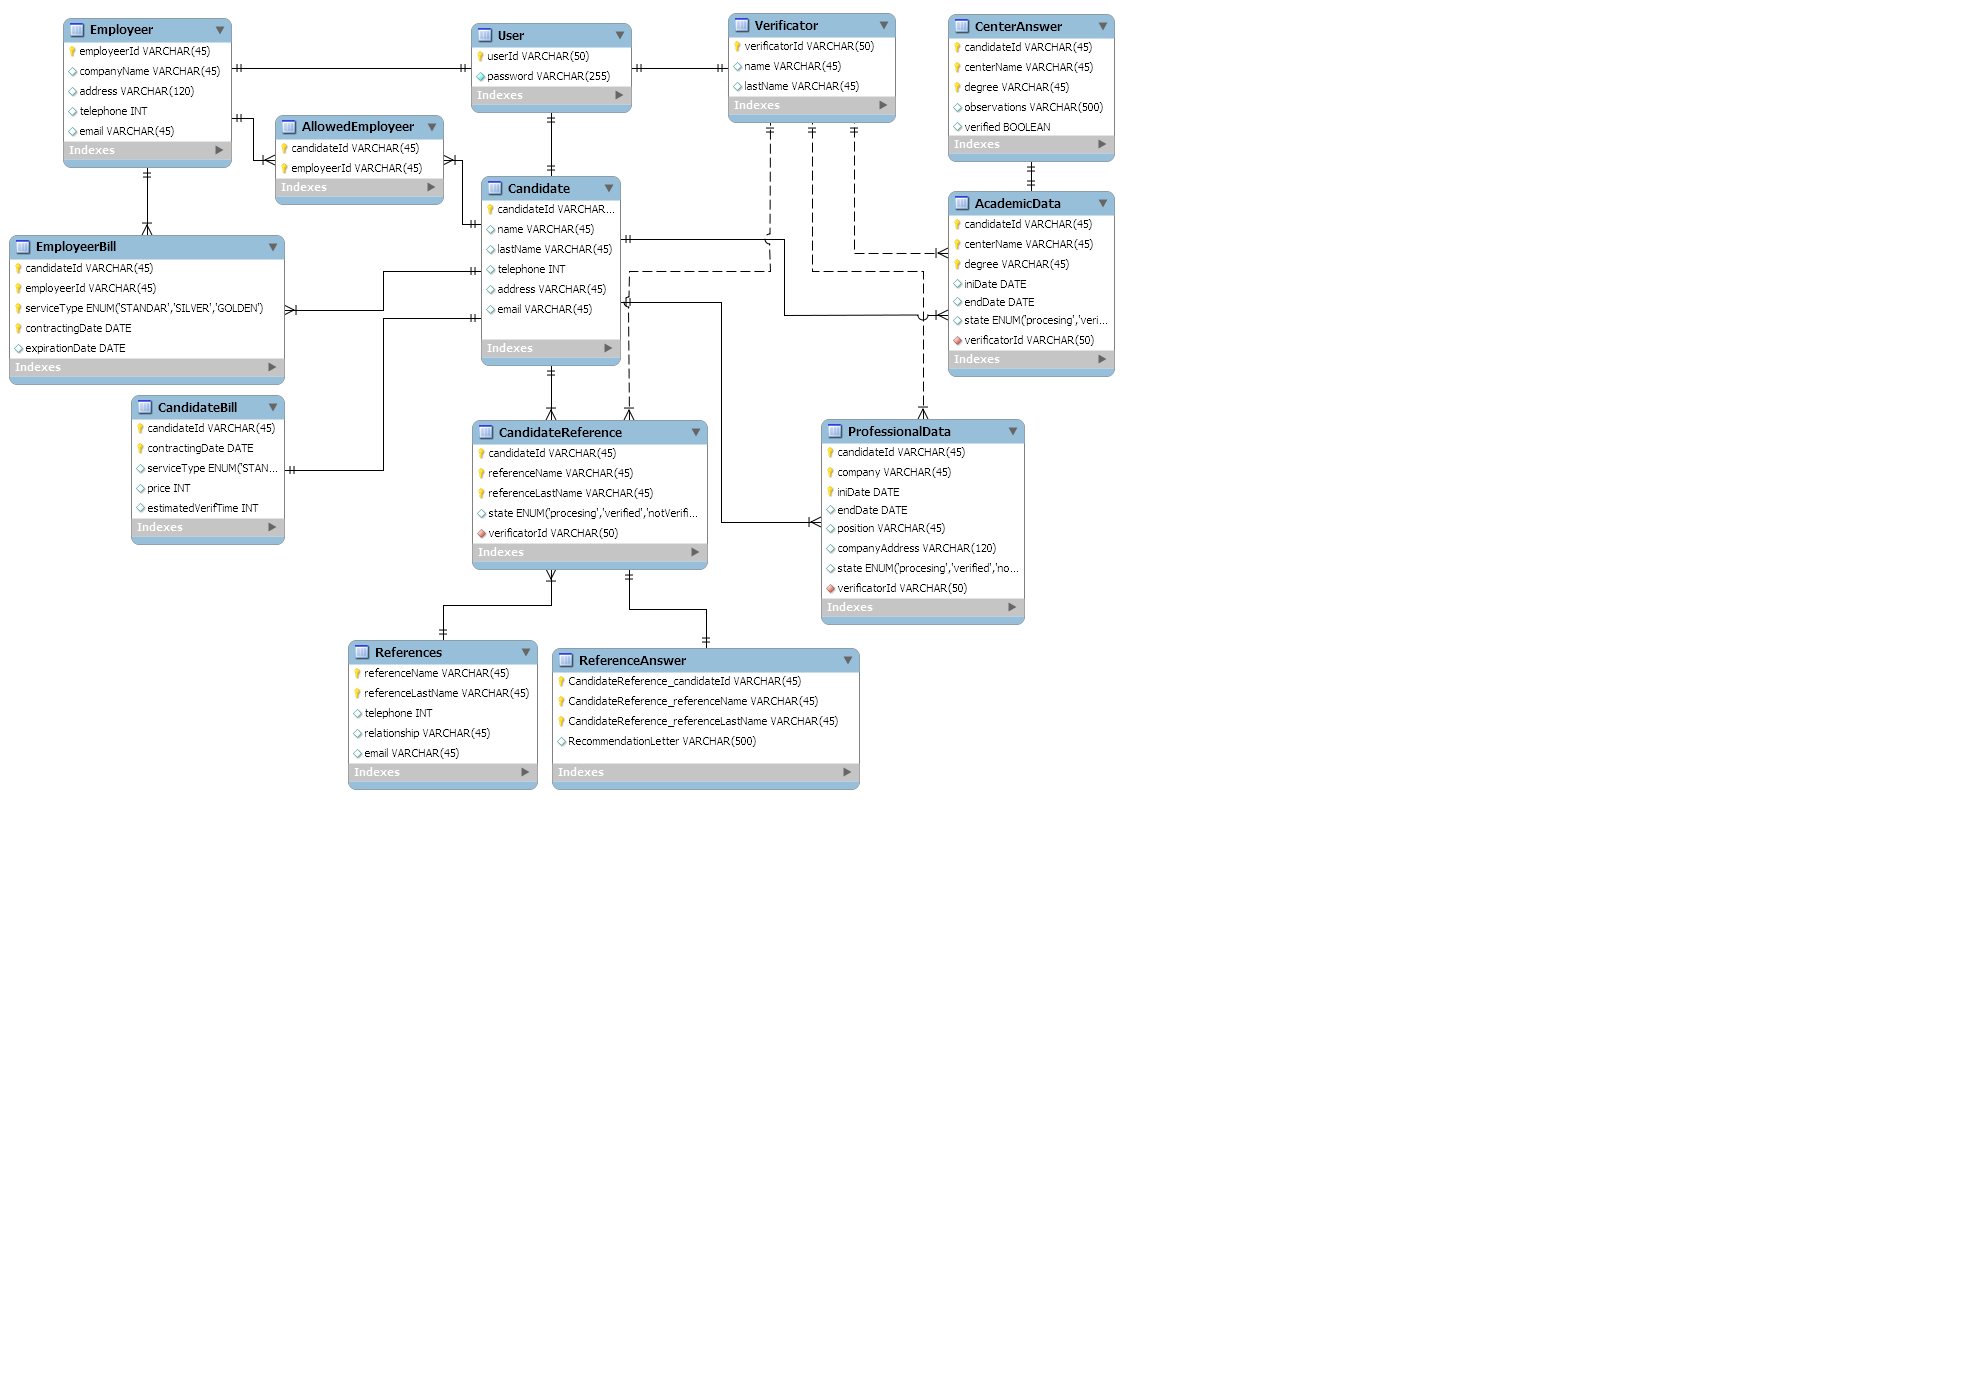 Employeer
employeerId VARCHAR(45)
companyName VARCHAR(45)
address VARCHAR(120)
telephone INT
email VARCHAR(45)
Indexes
User
userId VARCHAR(50)
password VARCHAR(255)
Indexes
Verificator
verificatorId VARCHAR(50)
name VARCHAR(45)
lastName VARCHAR(45)
Indexes
CenterAnswer
candidateId VARCHAR(45)
centerName VARCHAR(45)
degree VARCHAR(45)
observations VARCHAR(500)
verified BOOLEAN
Indexes
AllowedEmployeer
candidateId VARCHAR(45)
employeerId VARCHAR(45)
Indexes
Candidate
candidateId VARCHAR...
name VARCHAR(45)
lastName VARCHAR(45)
telephone INT
address VARCHAR(45)
email VARCHAR(45)
Indexes
AcademicData
candidateId VARCHAR(45)
centerName VARCHAR(45)
degree VARCHAR(45)
iniDate DATE
endDate DATE
state ENUM('procesing','veri...
verificatorId VARCHAR(50)
Indexes
EmployeerBill
candidateId VARCHAR(45)
employeerId VARCHAR(45)
serviceType ENUM('STANDAR','SILVER','GOLDEN')
contractingDate DATE
expirationDate DATE
Indexes
CandidateBill
candidateId VARCHAR(45)
contractingDate DATE
serviceType ENUM('STAN...
price INT
estimatedVerifTime INT
Indexes
CandidateReference
candidateId VARCHAR(45)
referenceName VARCHAR(45)
referenceLastName VARCHAR(45)
state ENUM('procesing','verified','notVerifi...
verificatorId VARCHAR(50)
Indexes
ProfessionalData
candidateId VARCHAR(45)
company VARCHAR(45)
iniDate DATE
endDate DATE
position VARCHAR(45)
companyAddress VARCHAR(120)
state ENUM('procesing','verified','no...
verificatorId VARCHAR(50)
Indexes
References
referenceName VARCHAR(45)
referenceLastName VARCHAR(45)
telephone INT
relationship VARCHAR(45)
email VARCHAR(45)
Indexes
ReferenceAnswer
CandidateReference_candidateId VARCHAR(45)
CandidateReference_referenceName VARCHAR(45)
CandidateReference_referenceLastName VARCHAR(45)
RecommendationLetter VARCHAR(500)
Indexes